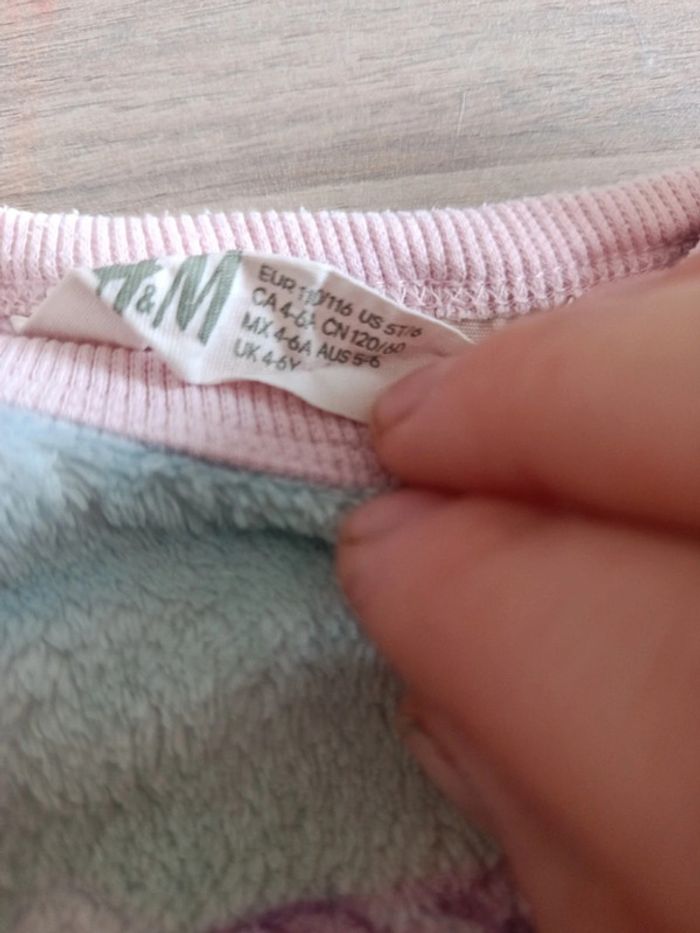 H&M
EUR 110/116 US 5T/6
CA 4-6A CN 120/60
MX 4-6A AUS 5-6
UK 4-6Y